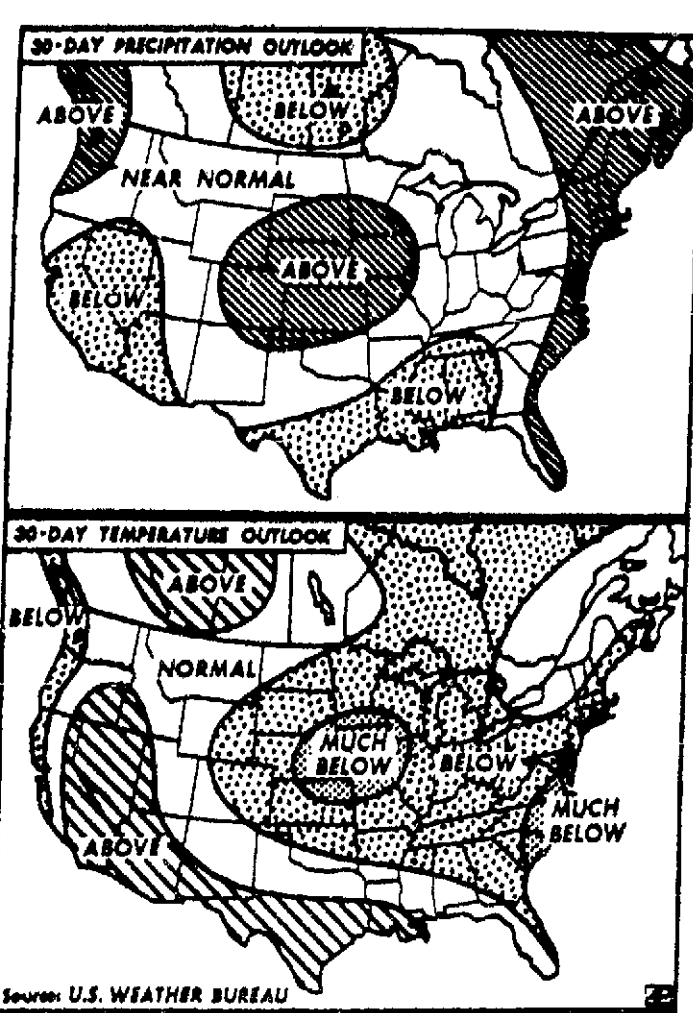 30-DAY PRECIPITATION OUTLOOK
ABOVE
BELOW
ABOVE
NEAR NORMAL
ABOVE
BELOW
BELOW
30-DAY TEMPERATURE OUTLOOK
ABOVE
BELOW
NORMAL
MUCH
BELOW
BELOW
MUCH
BELOW
ABOVE
Source: U.S. WEATHER BUREAU